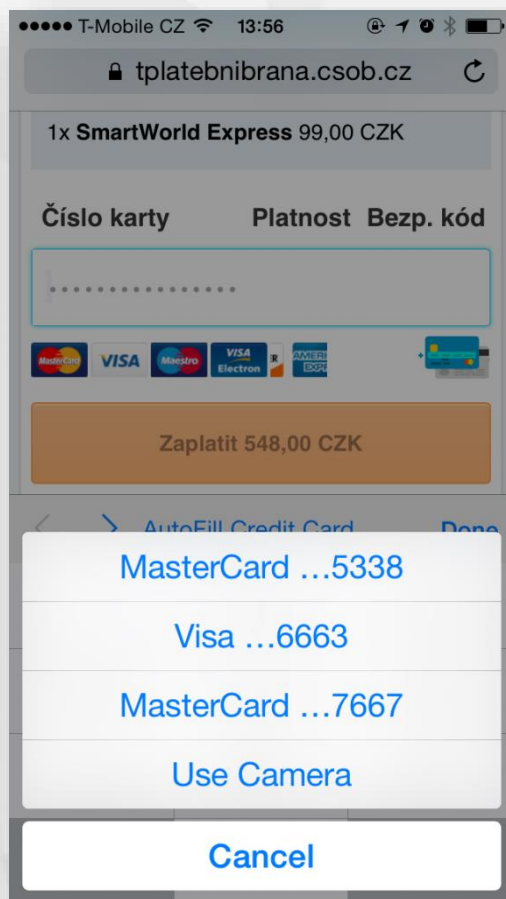 T-Mobile CZ 13:56
tplatebnibrana.csob.cz
1x SmartWorld Express 99,00 CZK
Číslo karty Platnost Bezp. kód
MasterCard VISA Maestro VISA Electron
Zaplatit 548,00 CZK
AutoFill Credit Card Done
MasterCard …5338
Visa …6663
MasterCard …7667
Use Camera
Cancel